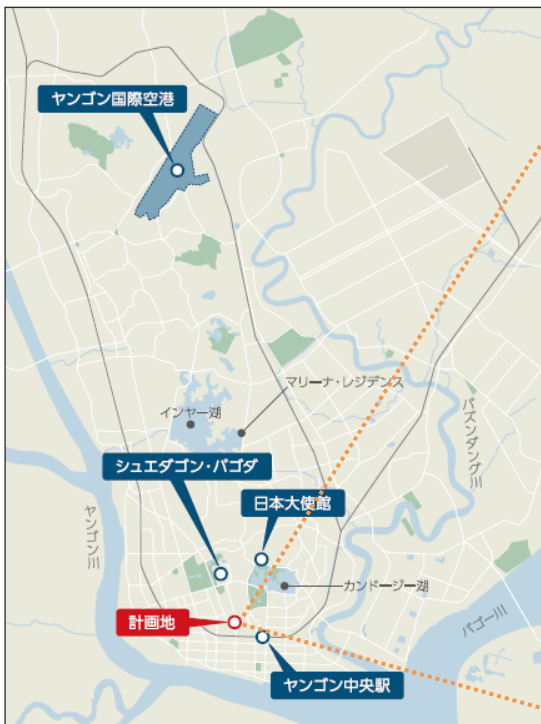 ヤンゴン国際空港
マリーナ・レジデンス
インヤー湖
パズンダング川
シュエダゴン・パゴダ
日本大使館
ヤンゴン川
カンドージー湖
計画地
バゴー川
ヤンゴン中央駅